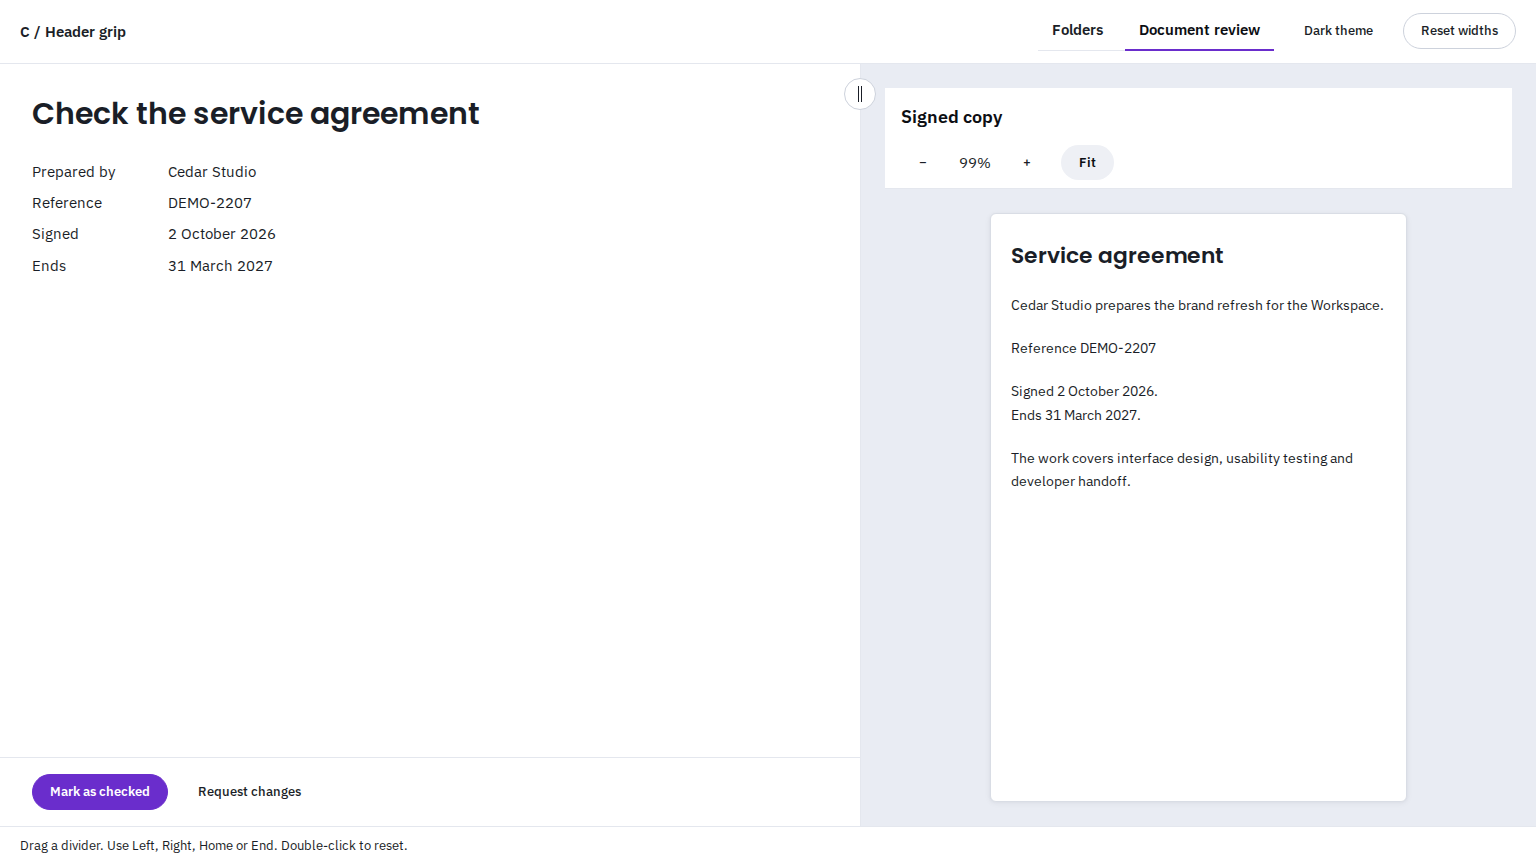 C / Header grip
Folders
Document review
Dark theme
Reset widths
Check the service agreement
Prepared by Cedar Studio
Reference DEMO-2207
Signed 2 October 2026
Ends 31 March 2027
Mark as checked
Request changes
Signed copy
− 99% + Fit
Service agreement
Cedar Studio prepares the brand refresh for the Workspace.
Reference DEMO-2207
Signed 2 October 2026.
Ends 31 March 2027.
The work covers interface design, usability testing and
developer handoff.
Drag a divider. Use Left, Right, Home or End. Double-click to reset.